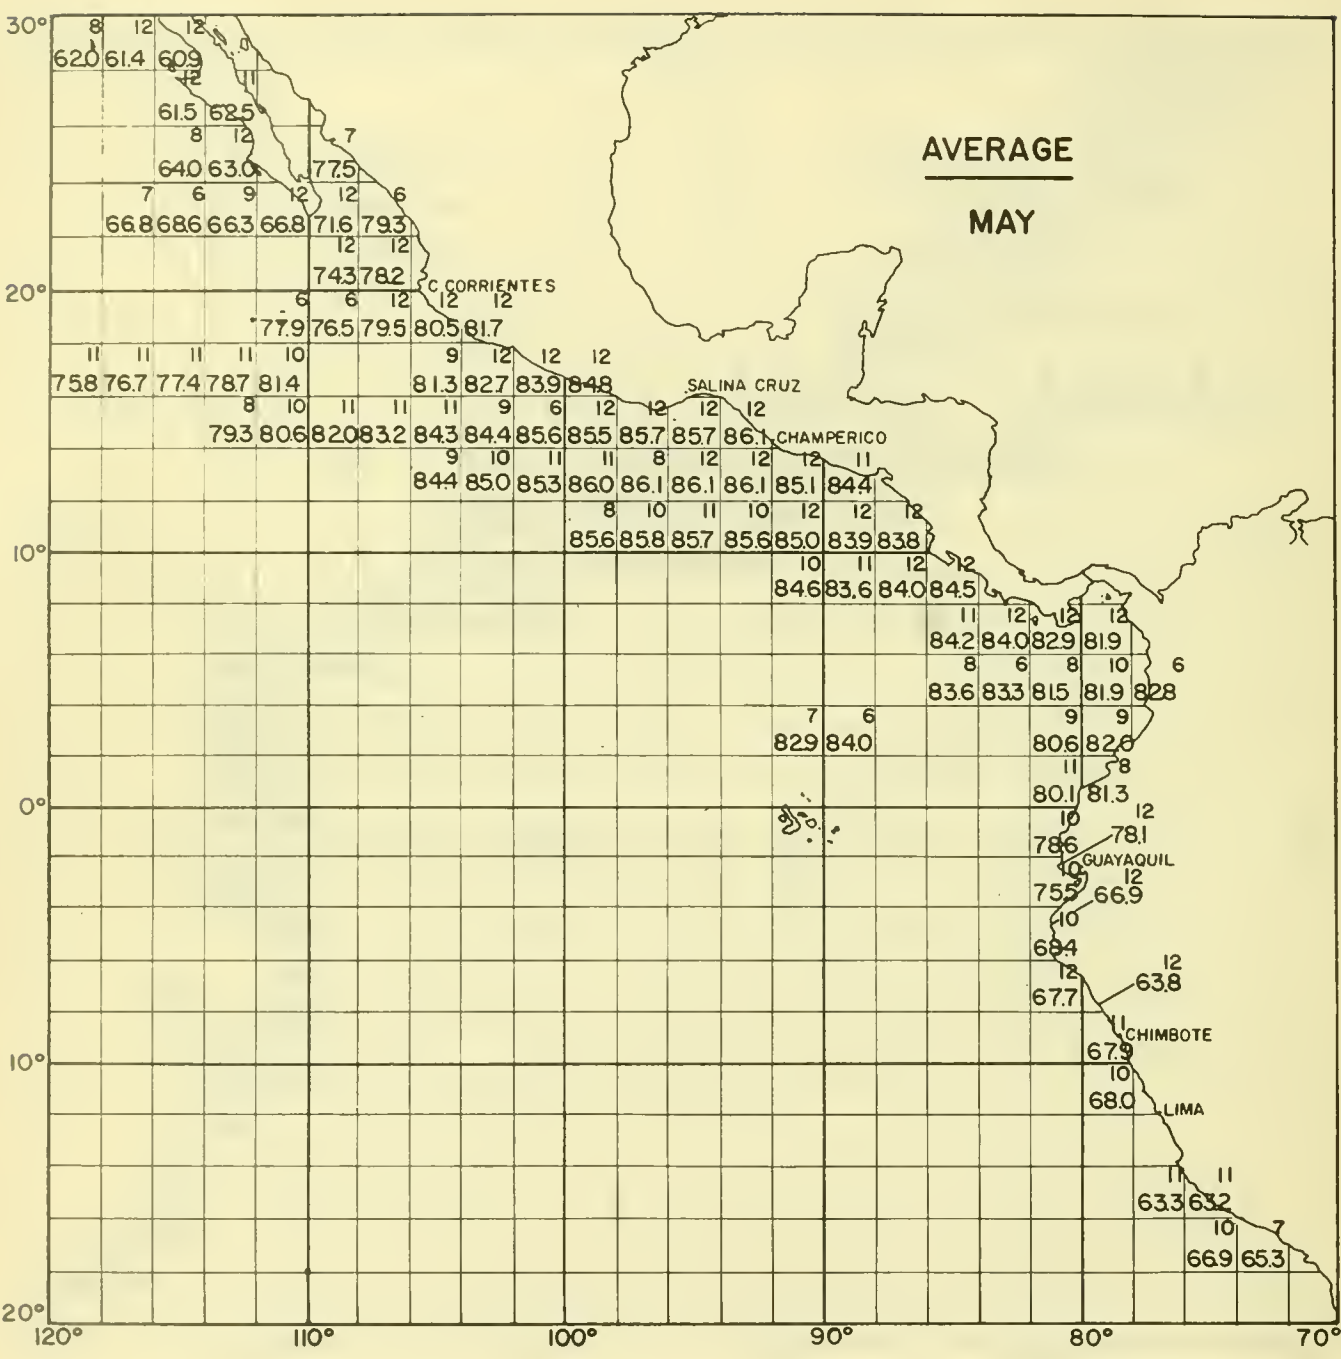 30° 8 12 12
62.0 61.4 60.9
12 11
61.5 62.5
8 12 7
AVERAGE
64.0 63.0 77.5
7 6 9 12 12 6
MAY
66.8 68.6 66.3 66.8 71.6 79.3
12 12
74.3 78.2
C. CORRIENTES
20°
6 6 12 12 12
77.9 76.5 79.5 80.5 81.7
11 11 11 11 10 9 12 12 12
75.8 76.7 77.4 78.7 81.4 81.3 82.7 83.9 84.8
SALINA CRUZ
8 10 11 11 11 9 6 12 12 12 12
79.3 80.6 82.0 83.2 84.3 84.4 85.6 85.5 85.7 85.7 86.1
CHAMPERICO
9 10 11 11 8 12 12 12 11
84.4 85.0 85.3 86.0 86.1 86.1 86.1 85.1 84.4
8 10 11 10 12 12 12
85.6 85.8 85.7 85.6 85.0 83.9 83.8
10°
10 11 12 12
84.6 83.6 84.0 84.5
11 12 12 12
84.2 84.0 82.9 81.9
8 6 8 10 6
83.6 83.3 81.5 81.9 82.8
7 6 9 9
82.9 84.0 80.6 82.0
11 8
80.1 81.3
0°
10 12
78.6 78.1
GUAYAQUIL
10 12
75.5 66.9
10
68.4
12 12
67.7 63.8
11
CHIMBOTE
67.9
10°
10
68.0
LIMA
11 11
63.3 63.2
10 7
66.9 65.3
20°
120° 110° 100° 90° 80° 70°